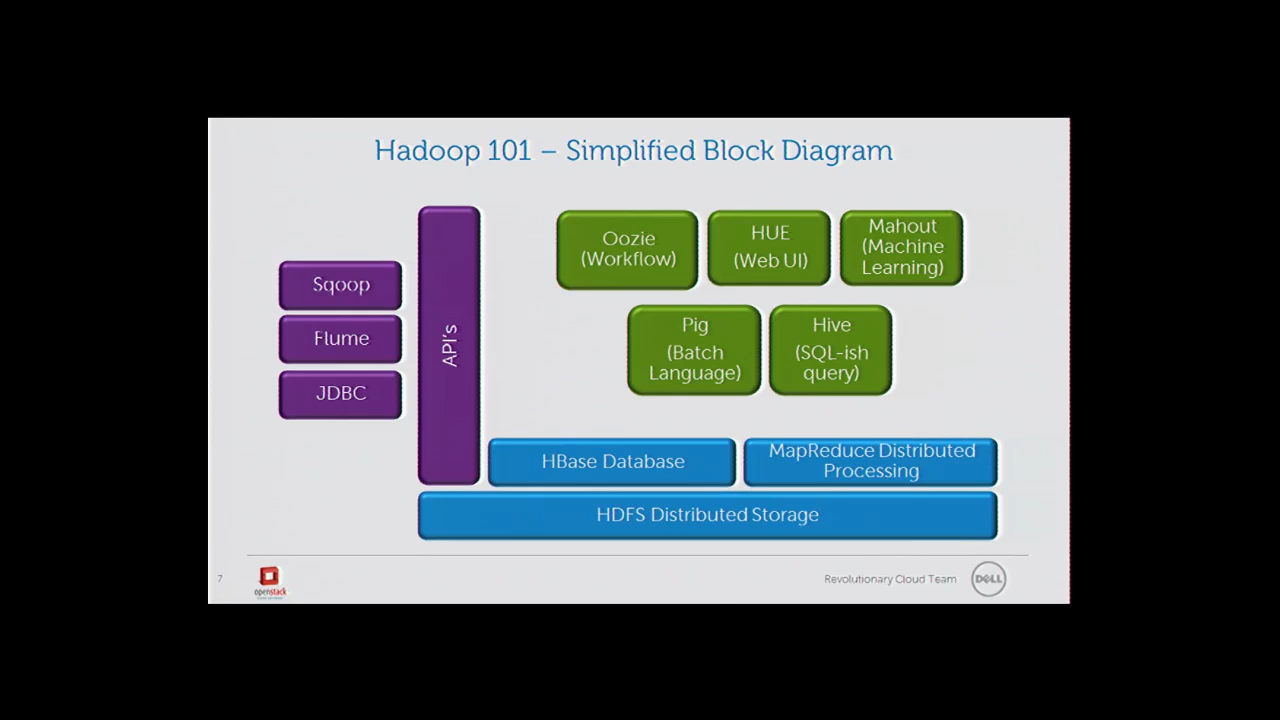 Hadoop 101 – Simplified Block Diagram
Sqoop
Flume
JDBC
API's
Oozie
(Workflow)
HUE
(Web UI)
Mahout
(Machine
Learning)
Pig
(Batch
Language)
Hive
(SQL-ish
query)
HBase Database
MapReduce Distributed
Processing
HDFS Distributed Storage
7
openstack
Revolutionary Cloud Team
DELL